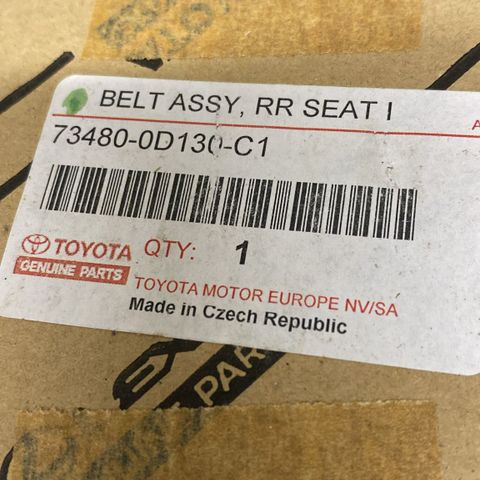 BELT ASSY, RR SEAT I
73480-0D130-C1
TOYOTA QTY: 1
GENUINE PARTS
TOYOTA MOTOR EUROPE NV/SA
Made in Czech Republic
PAR